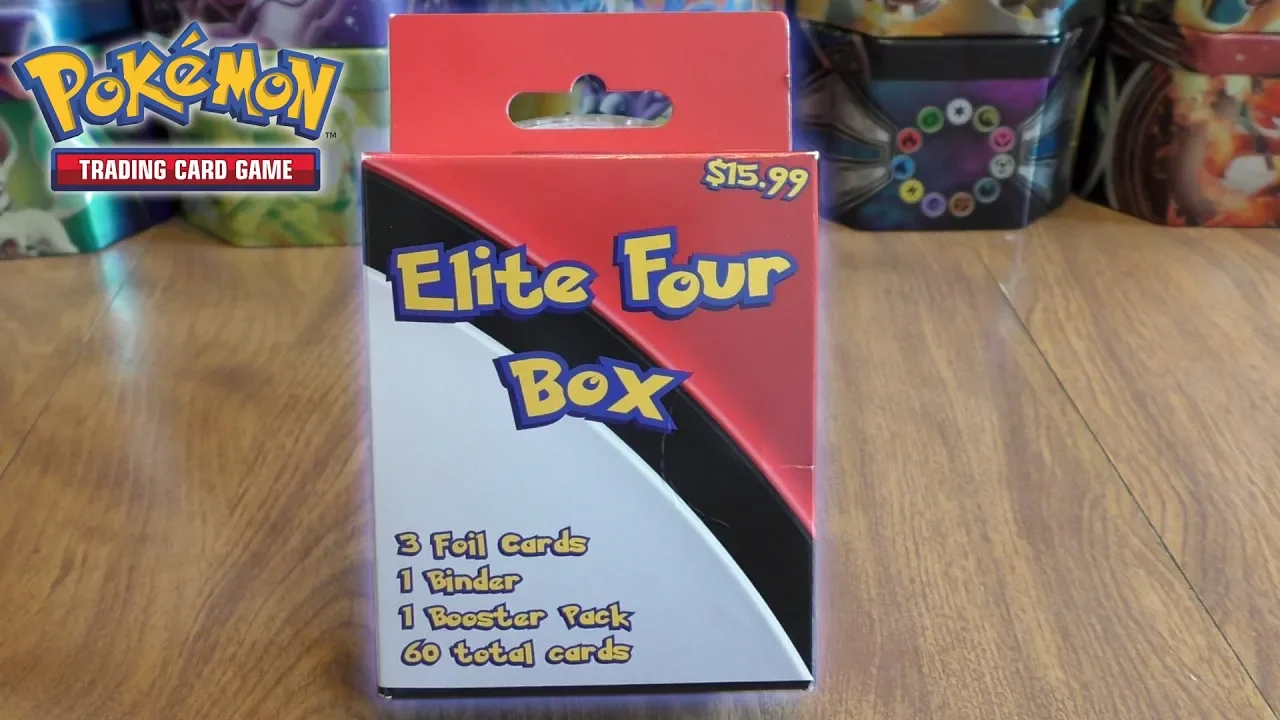 POKéMON
TM
TRADING CARD GAME
$15.99
Elite Four
Box
3 Foil Cards
1 Binder
1 Booster Pack
60 total cards